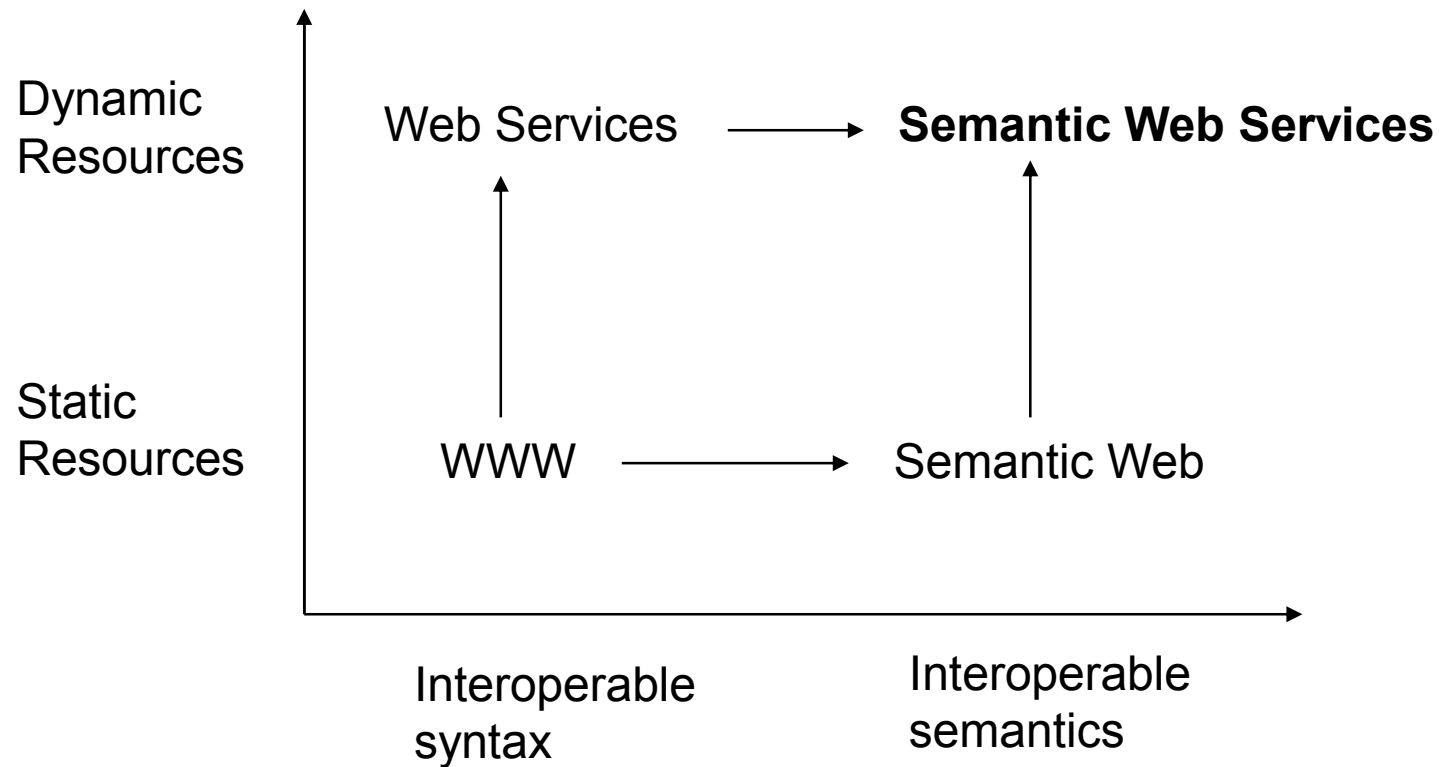 Dynamic
Resources
Web Services
Semantic Web Services
Static
Resources
WWW
Semantic Web
Interoperable
syntax
Interoperable
semantics